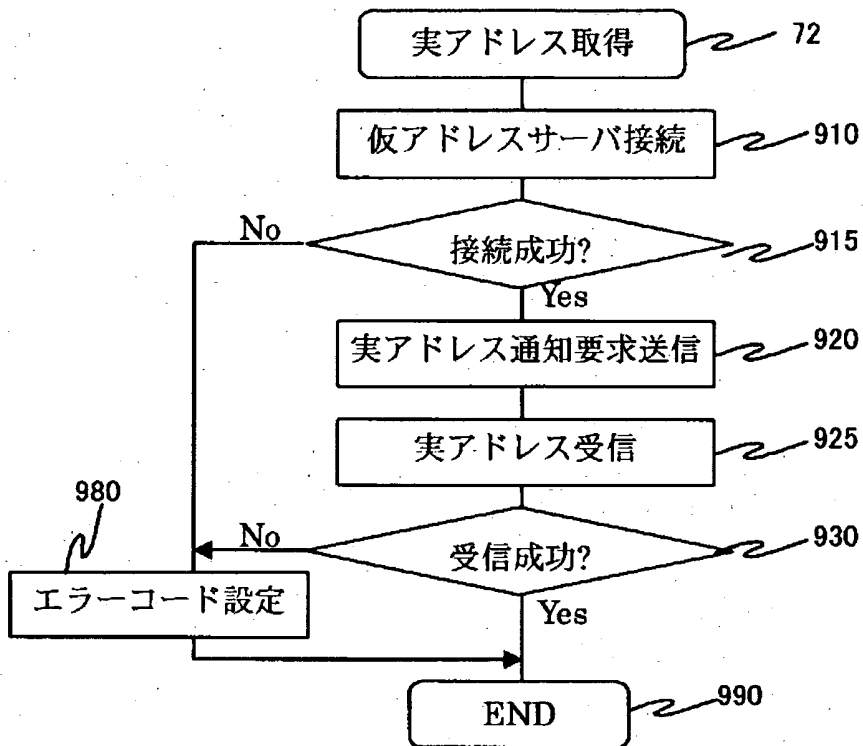 実アドレス取得
72
仮アドレスサーバ接続
910
No
接続成功?
915
Yes
実アドレス通知要求送信
920
実アドレス受信
925
980
No
受信成功?
930
エラーコード設定
Yes
END
990